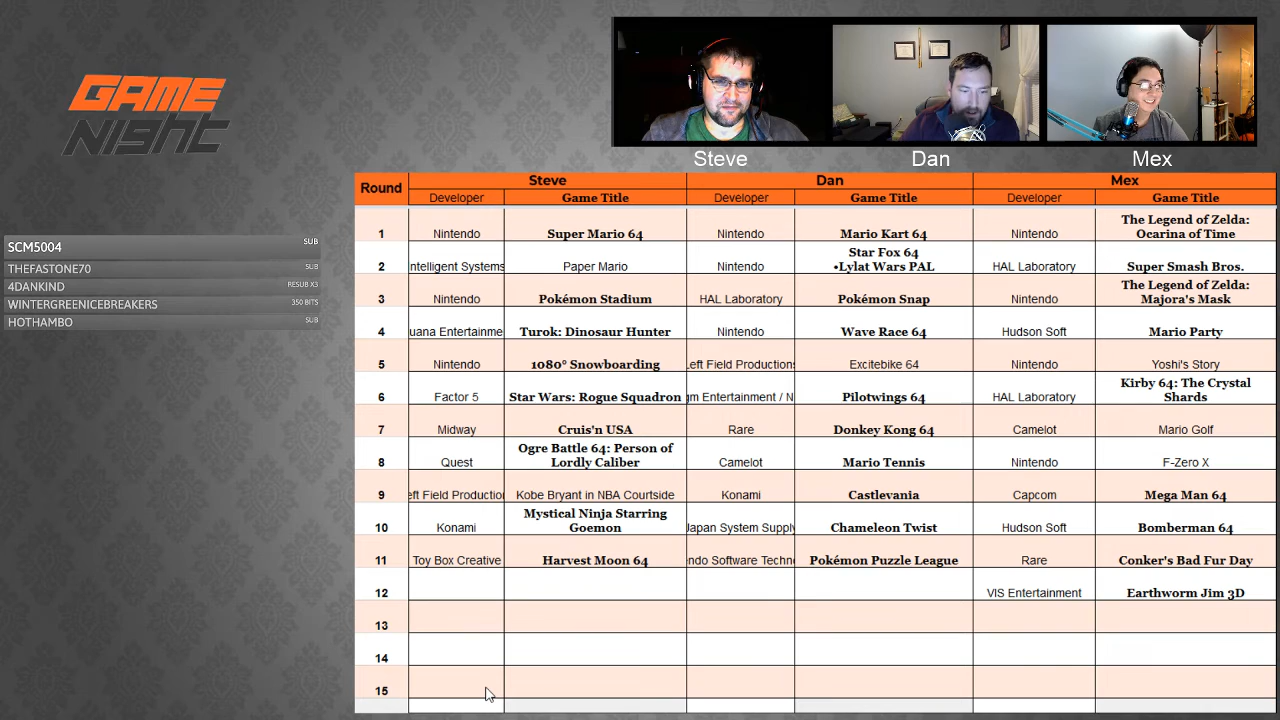 GAME
NIGHT
Steve
Dan
Mex
SCM5004 SUB
THEFASTONE70 SUB
4DANKIND RESUB X3
WINTERGREENICEBREAKERS 350 BITS
HOTHAMBO SUB
Round Steve Dan Mex
Developer Game Title Developer Game Title Developer Game Title
1 Nintendo Super Mario 64 Nintendo Mario Kart 64 Nintendo The Legend of Zelda:
Ocarina of Time
2 ntelligent Systems Paper Mario Nintendo Star Fox 64
•Lylat Wars PAL HAL Laboratory Super Smash Bros.
3 Nintendo Pokémon Stadium HAL Laboratory Pokémon Snap Nintendo The Legend of Zelda:
Majora's Mask
4 uana Entertainme Turok: Dinosaur Hunter Nintendo Wave Race 64 Hudson Soft Mario Party
5 Nintendo 1080° Snowboarding Left Field Productions Excitebike 64 Nintendo Yoshi's Story
6 Factor 5 Star Wars: Rogue Squadron gm Entertainment / N Pilotwings 64 HAL Laboratory Kirby 64: The Crystal
Shards
7 Midway Cruis'n USA Rare Donkey Kong 64 Camelot Mario Golf
8 Quest Ogre Battle 64: Person of
Lordly Caliber Camelot Mario Tennis Nintendo F-Zero X
9 eft Field Production Kobe Bryant in NBA Courtside Konami Castlevania Capcom Mega Man 64
10 Konami Mystical Ninja Starring
Goemon Japan System Supply Chameleon Twist Hudson Soft Bomberman 64
11 Toy Box Creative Harvest Moon 64 ndo Software Techn Pokémon Puzzle League Rare Conker's Bad Fur Day
12 VIS Entertainment Earthworm Jim 3D
13
14
15